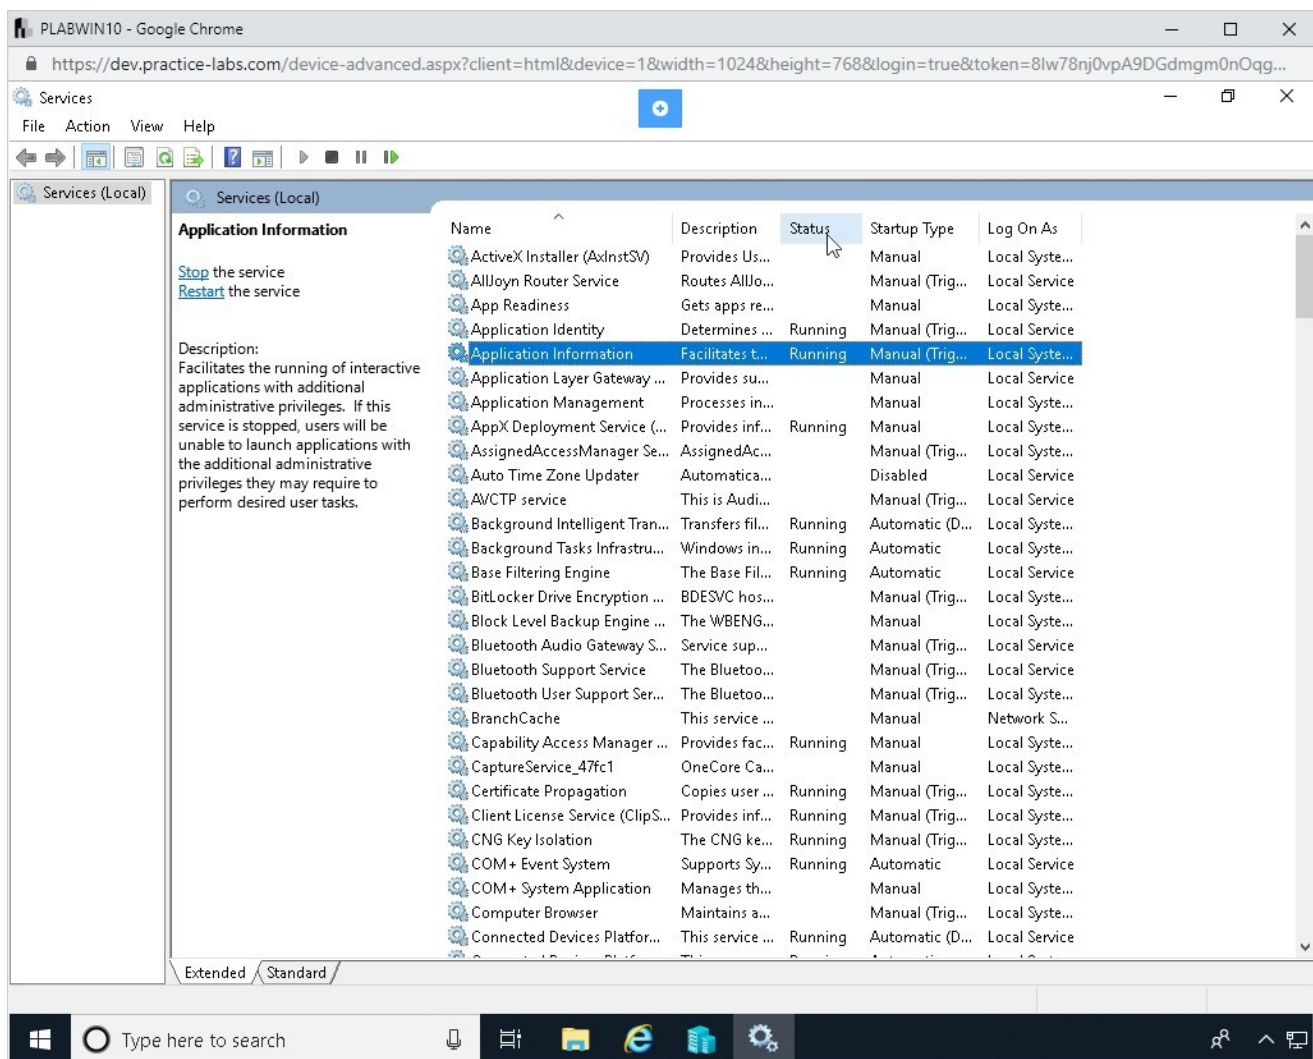 PLABWIN10 - Google Chrome
https://dev.practice-labs.com/device-advanced.aspx?client=html&device=1&width=1024&height=768&login=true&token=8lw78nj0vpA9DGdmgm0nOqg...
Services
File Action View Help
Services (Local)
Services (Local)
Application Information
Stop the service
Restart the service
Description:
Facilitates the running of interactive
applications with additional
administrative privileges. If this
service is stopped, users will be
unable to launch applications with
the additional administrative
privileges they may require to
perform desired user tasks.
Name Description Status Startup Type Log On As
ActiveX Installer (AxInstSV) Provides Us... Manual Local Syste...
AllJoyn Router Service Routes AllJo... Manual (Trig... Local Service
App Readiness Gets apps re... Manual Local Syste...
Application Identity Determines ... Running Manual (Trig... Local Service
Application Information Facilitates t... Running Manual (Trig... Local Syste...
Application Layer Gateway ... Provides su... Manual Local Service
Application Management Processes in... Manual Local Syste...
AppX Deployment Service (... Provides inf... Running Manual Local Syste...
AssignedAccessManager Se... AssignedAc... Manual (Trig... Local Syste...
Auto Time Zone Updater Automatica... Disabled Local Service
AVCTP service This is Audi... Manual (Trig... Local Service
Background Intelligent Tran... Transfers fil... Running Automatic (D... Local Syste...
Background Tasks Infrastru... Windows in... Running Automatic Local Syste...
Base Filtering Engine The Base Fil... Running Automatic Local Service
BitLocker Drive Encryption ... BDESVC hos... Manual (Trig... Local Syste...
Block Level Backup Engine ... The WBENG... Manual Local Syste...
Bluetooth Audio Gateway S... Service sup... Manual (Trig... Local Service
Bluetooth Support Service The Bluetoo... Manual (Trig... Local Service
Bluetooth User Support Ser... The Bluetoo... Manual (Trig... Local Syste...
BranchCache This service ... Manual Network S...
Capability Access Manager ... Provides fac... Running Manual Local Syste...
CaptureService_47fc1 OneCore Ca... Manual Local Syste...
Certificate Propagation Copies user ... Running Manual (Trig... Local Syste...
Client License Service (ClipS... Provides inf... Running Manual (Trig... Local Syste...
CNG Key Isolation The CNG ke... Running Manual (Trig... Local Syste...
COM+ Event System Supports Sy... Running Automatic Local Service
COM+ System Application Manages th... Manual Local Syste...
Computer Browser Maintains a... Manual (Trig... Local Syste...
Connected Devices Platfor... This service ... Running Automatic (D... Local Service
Extended Standard
Type here to search